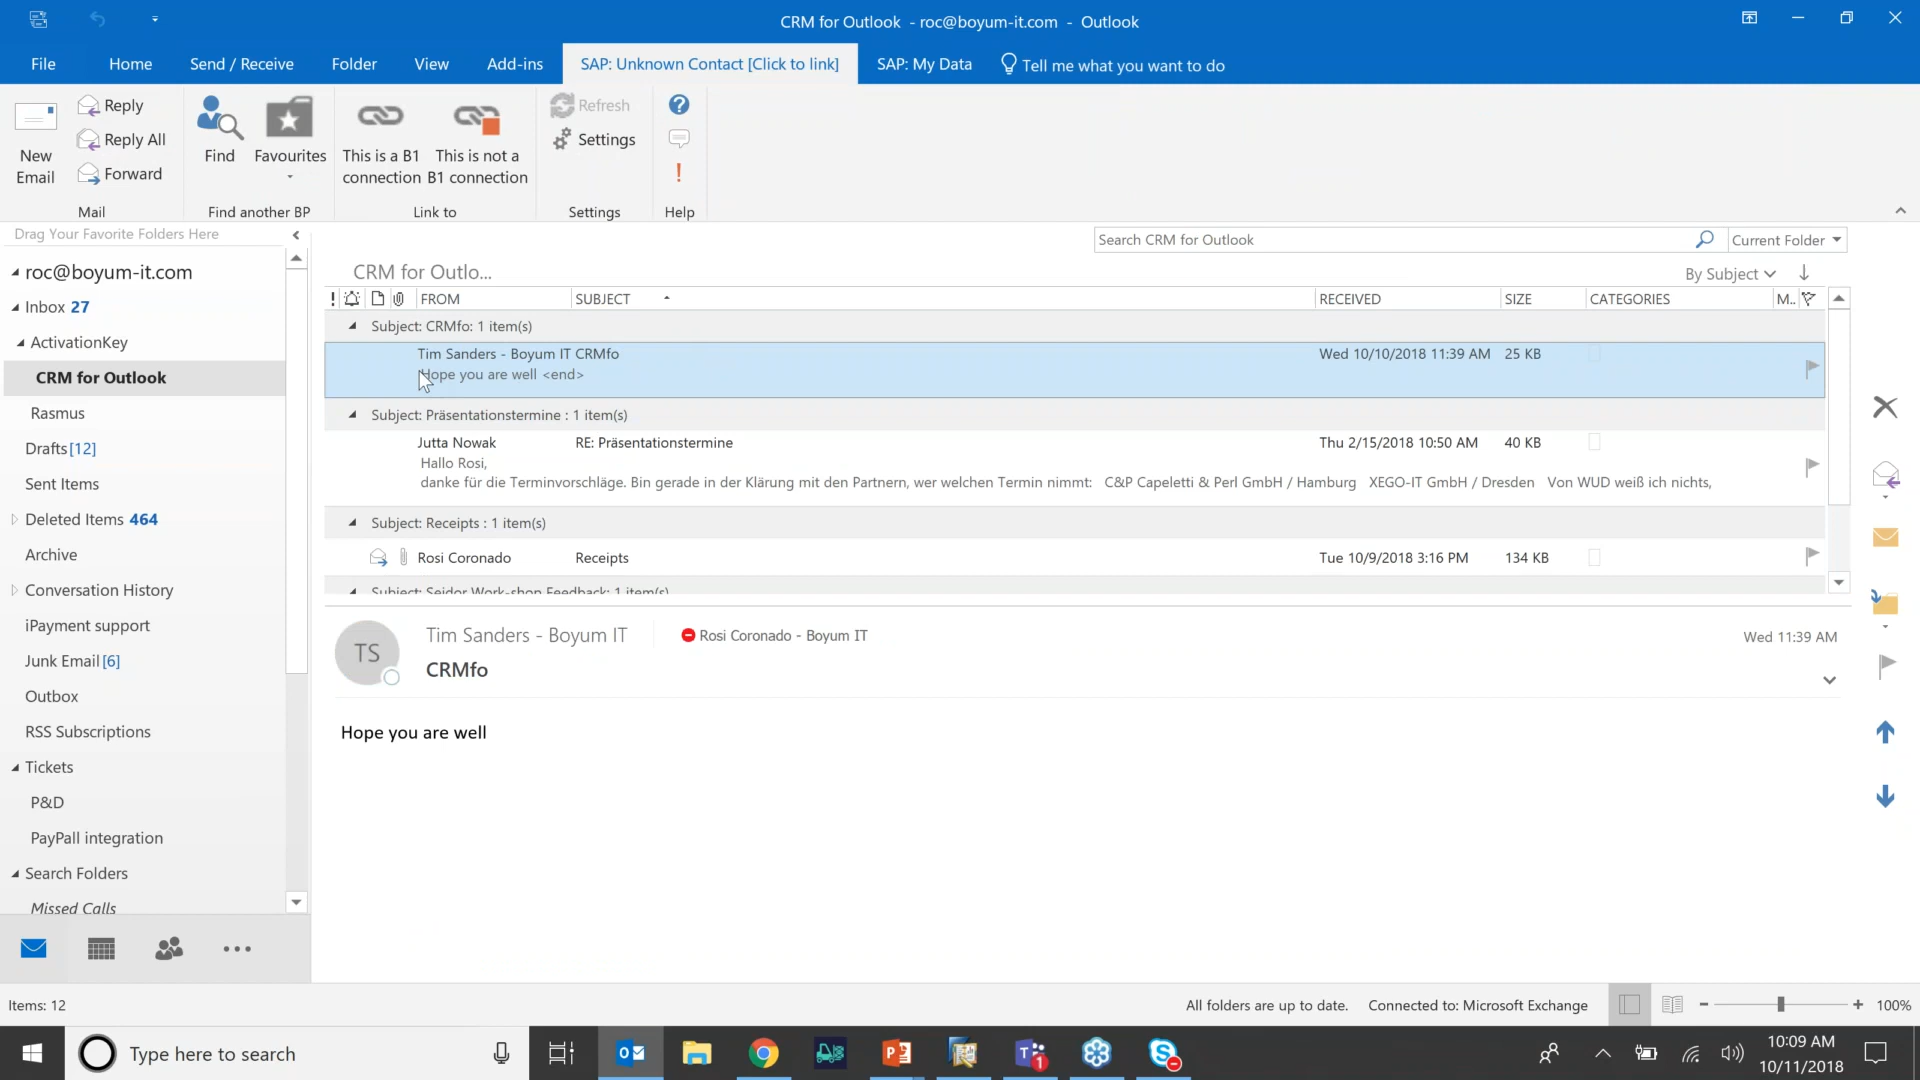 CRM for Outlook - roc@boyum-it.com - Outlook
File Home Send / Receive Folder View Add-ins SAP: Unknown Contact [Click to link] SAP: My Data Tell me what you want to do
New Email
Reply
Reply All
Forward
Mail
Find
Favourites
Find another BP
This is a B1 connection
This is not a B1 connection
Link to
Refresh
Settings
Settings
Help
Drag Your Favorite Folders Here
roc@boyum-it.com
Inbox 27
ActivationKey
CRM for Outlook
Rasmus
Drafts [12]
Sent Items
Deleted Items 464
Archive
Conversation History
iPayment support
Junk Email [6]
Outbox
RSS Subscriptions
Tickets
P&D
PayPall integration
Search Folders
Missed Calls
Search CRM for Outlook
Current Folder
CRM for Outlo...
By Subject
! FROM SUBJECT RECEIVED SIZE CATEGORIES M..
Subject: CRMfo: 1 item(s)
Tim Sanders - Boyum IT CRMfo Wed 10/10/2018 11:39 AM 25 KB
Hope you are well <end>
Subject: Präsentationstermine : 1 item(s)
Jutta Nowak RE: Präsentationstermine Thu 2/15/2018 10:50 AM 40 KB
Hallo Rosi,
danke für die Terminvorschläge. Bin gerade in der Klärung mit den Partnern, wer welchen Termin nimmt: C&P Capeletti & Perl GmbH / Hamburg XEGO-IT GmbH / Dresden Von WUD weiß ich nichts,
Subject: Receipts : 1 item(s)
Rosi Coronado Receipts Tue 10/9/2018 3:16 PM 134 KB
Subject: Seidor Work-shop Feedback: 1 item(s)
TS
Tim Sanders - Boyum IT
Rosi Coronado - Boyum IT
Wed 11:39 AM
CRMfo
Hope you are well
Items: 12
All folders are up to date. Connected to: Microsoft Exchange
100%
Type here to search
1
10:09 AM
10/11/2018